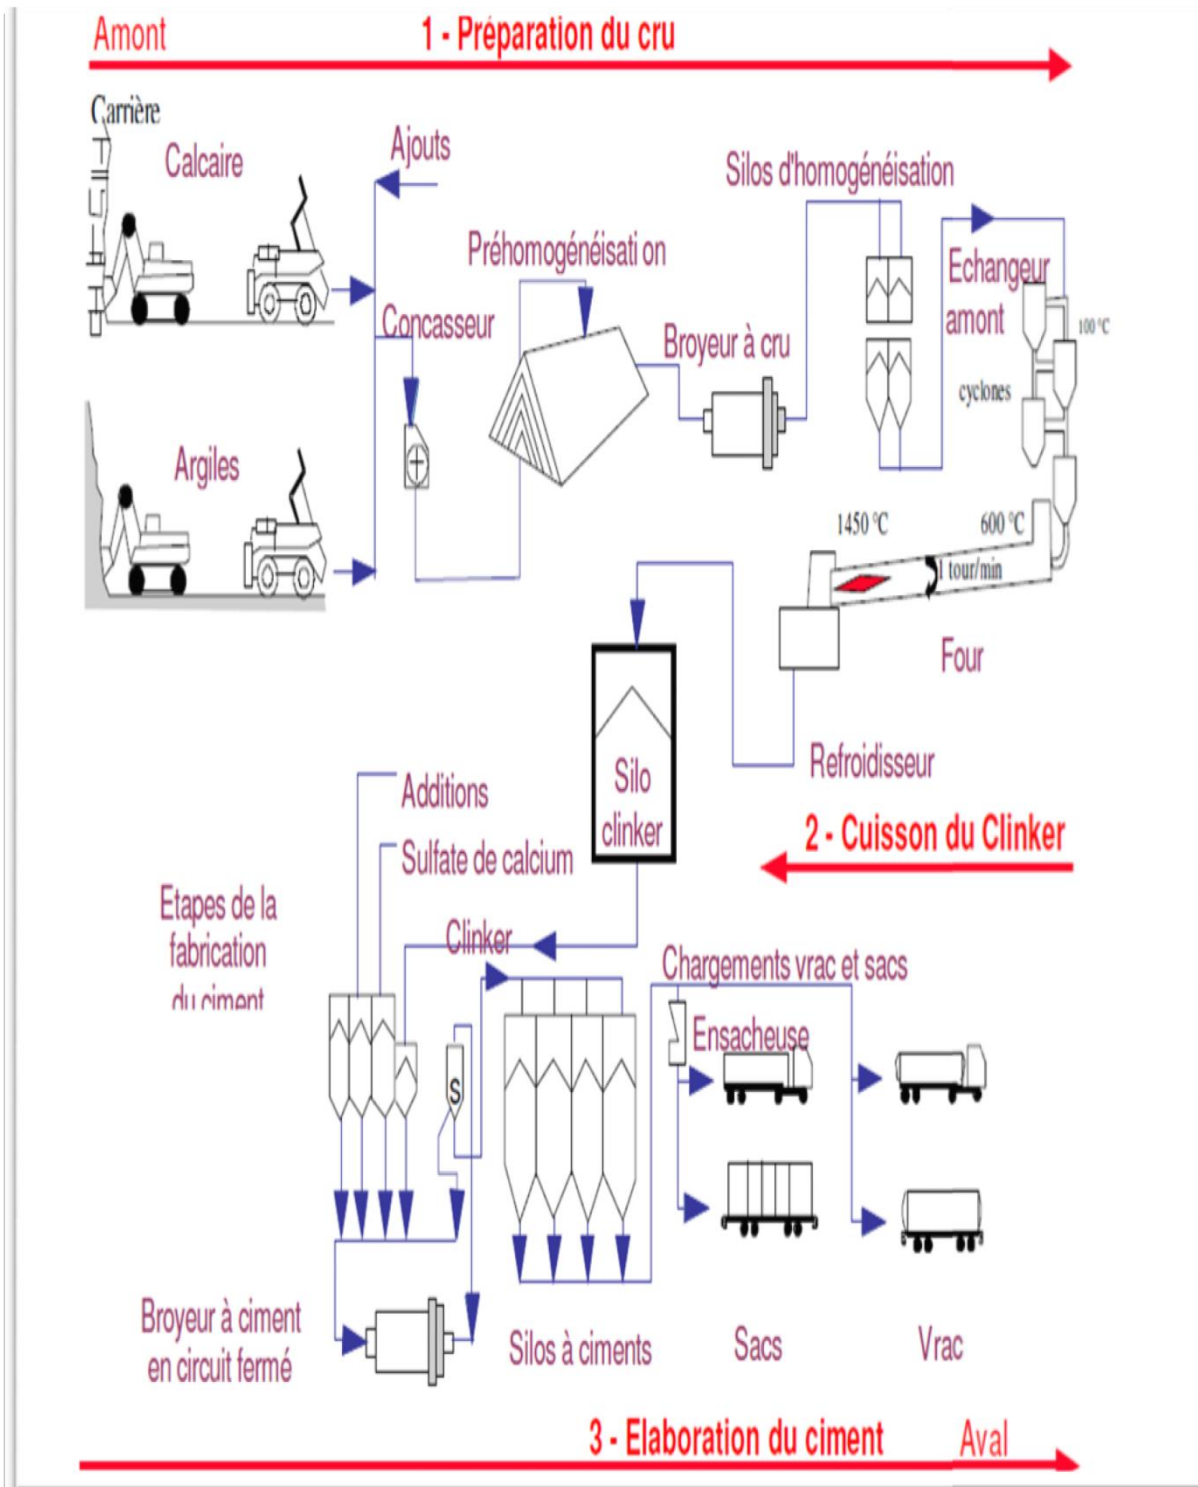 Amont
1 - Préparation du cru
Carrière
Calcaire
Ajouts
Silos d'homogénéisation
Préhomogénéisati on
Echangeur
amont
100 °C
Concasseur
Broyeur à cru
cyclones
Argiles
1450 °C
600 °C
1 tour/min
Four
Silo
clinker
Refroidisseur
2 - Cuisson du Clinker
Additions
Sulfate de calcium
Etapes de la
fabrication
du ciment
Clinker
Chargements vrac et sacs
Ensacheuse
S
Broyeur à ciment
en circuit fermé
Silos à ciments
Sacs
Vrac
3 - Elaboration du ciment
Aval